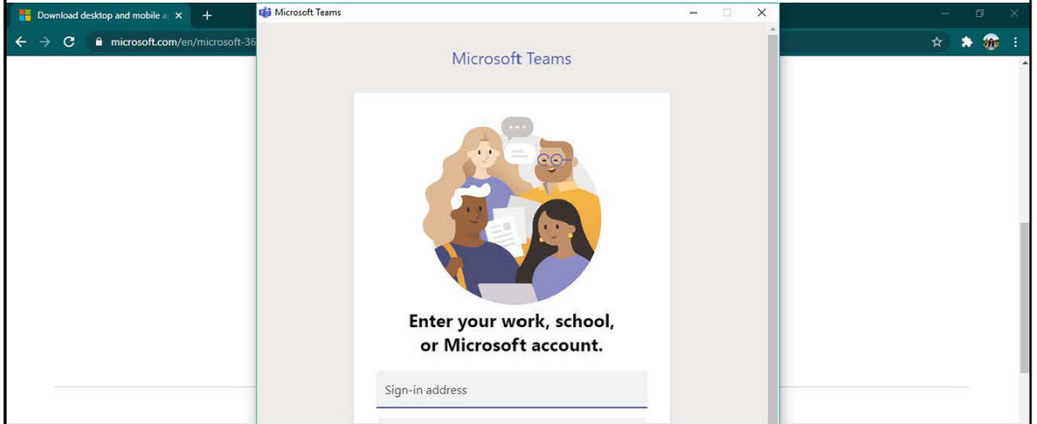 Download desktop and mobile a
Microsoft Teams
microsoft.com/en/microsoft-36
Microsoft Teams
Enter your work, school,
or Microsoft account.
Sign-in address